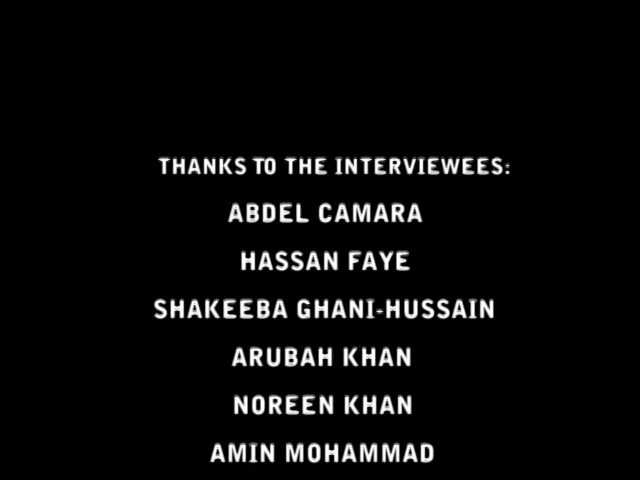 THANKS TO THE INTERVIEWEES:
ABDEL CAMARA
HASSAN FAYE
SHAKEEBA GHANI-HUSSAIN
ARUBAH KHAN
NOREEN KHAN
AMIN MOHAMMAD